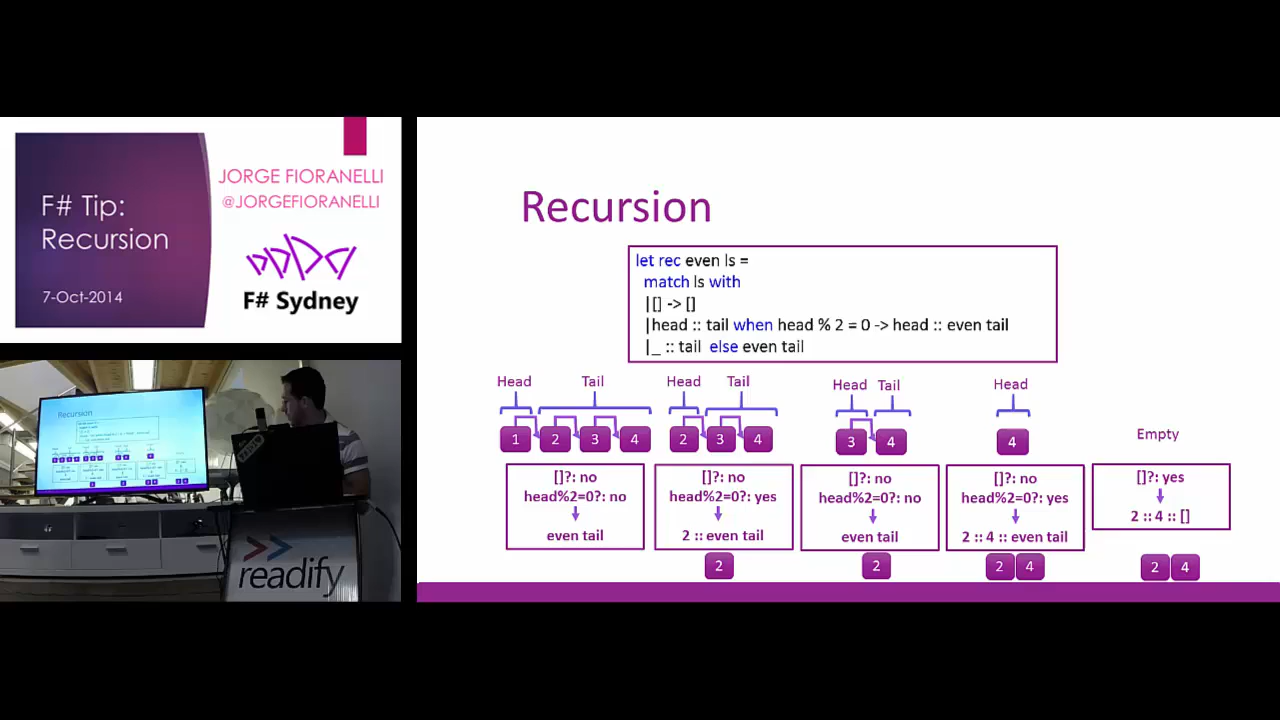 F# Tip:
Recursion
7-Oct-2014
JORGE FIORANELLI
@JORGEFIORANELLI
F# Sydney
Recursion
readify
Recursion
let rec even ls =
match ls with
|[] -> []
|head :: tail when head % 2 = 0 -> head :: even tail
|_ :: tail else even tail
Head Tail Head Tail Head Tail Head
1 2 3 4 2 3 4 3 4 4 Empty
[]?: no
head%2=0?: no
even tail
[]?: no
head%2=0?: yes
2 :: even tail
2
[]?: no
head%2=0?: no
even tail
2
[]?: no
head%2=0?: yes
2 :: 4 :: even tail
2 4
[]?: yes
2 :: 4 :: []
2 4